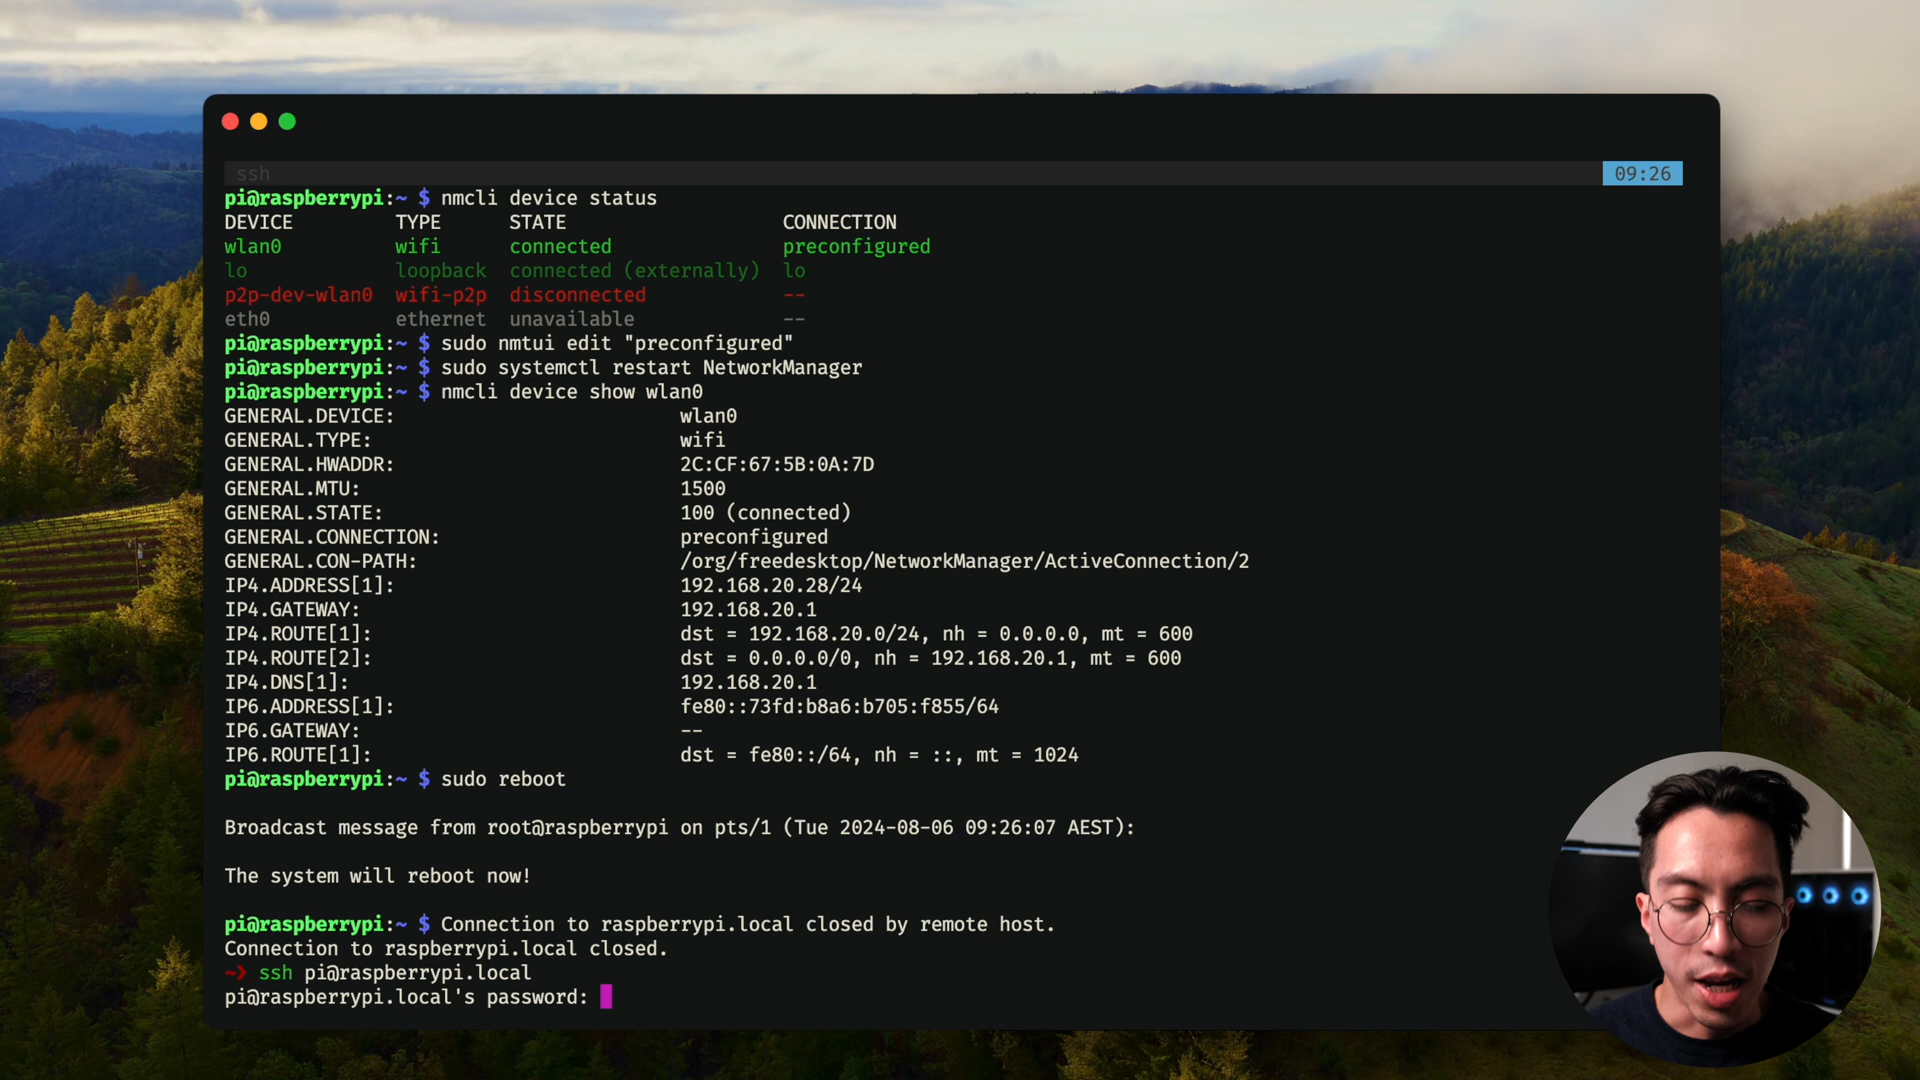 ssh 09:26
pi@raspberrypi:~ $ nmcli device status
DEVICE TYPE STATE CONNECTION
wlan0 wifi connected preconfigured
lo loopback connected (externally) lo
p2p-dev-wlan0 wifi-p2p disconnected --
eth0 ethernet unavailable --
pi@raspberrypi:~ $ sudo nmtui edit "preconfigured"
pi@raspberrypi:~ $ sudo systemctl restart NetworkManager
pi@raspberrypi:~ $ nmcli device show wlan0
GENERAL.DEVICE: wlan0
GENERAL.TYPE: wifi
GENERAL.HWADDR: 2C:CF:67:5B:0A:7D
GENERAL.MTU: 1500
GENERAL.STATE: 100 (connected)
GENERAL.CONNECTION: preconfigured
GENERAL.CON-PATH: /org/freedesktop/NetworkManager/ActiveConnection/2
IP4.ADDRESS[1]: 192.168.20.28/24
IP4.GATEWAY: 192.168.20.1
IP4.ROUTE[1]: dst = 192.168.20.0/24, nh = 0.0.0.0, mt = 600
IP4.ROUTE[2]: dst = 0.0.0.0/0, nh = 192.168.20.1, mt = 600
IP4.DNS[1]: 192.168.20.1
IP6.ADDRESS[1]: fe80::73fd:b8a6:b705:f855/64
IP6.GATEWAY: --
IP6.ROUTE[1]: dst = fe80::/64, nh = ::, mt = 1024
pi@raspberrypi:~ $ sudo reboot
Broadcast message from root@raspberrypi on pts/1 (Tue 2024-08-06 09:26:07 AEST):
The system will reboot now!
pi@raspberrypi:~ $ Connection to raspberrypi.local closed by remote host.
Connection to raspberrypi.local closed.
~> ssh pi@raspberrypi.local
pi@raspberrypi.local's password: